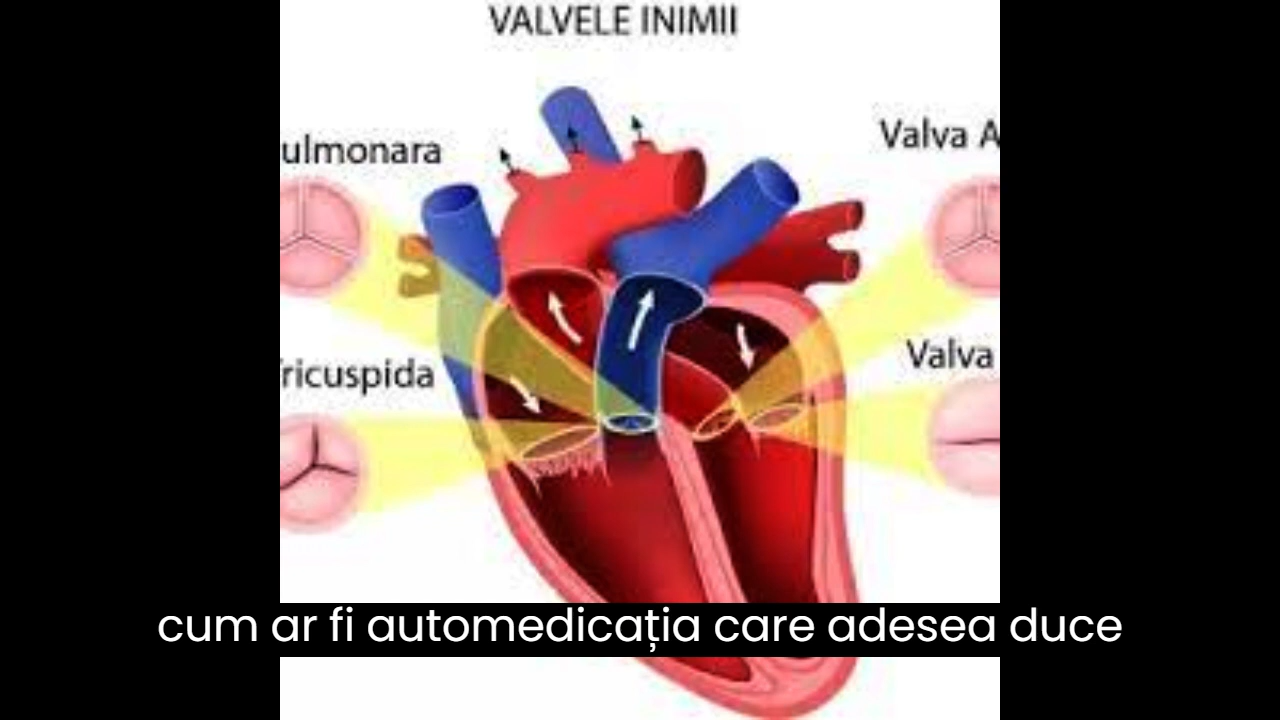 VALVELE INIMII
ulmonara
Valva A
ricuspida
Valva
cum ar fi automedicația care adesea duce